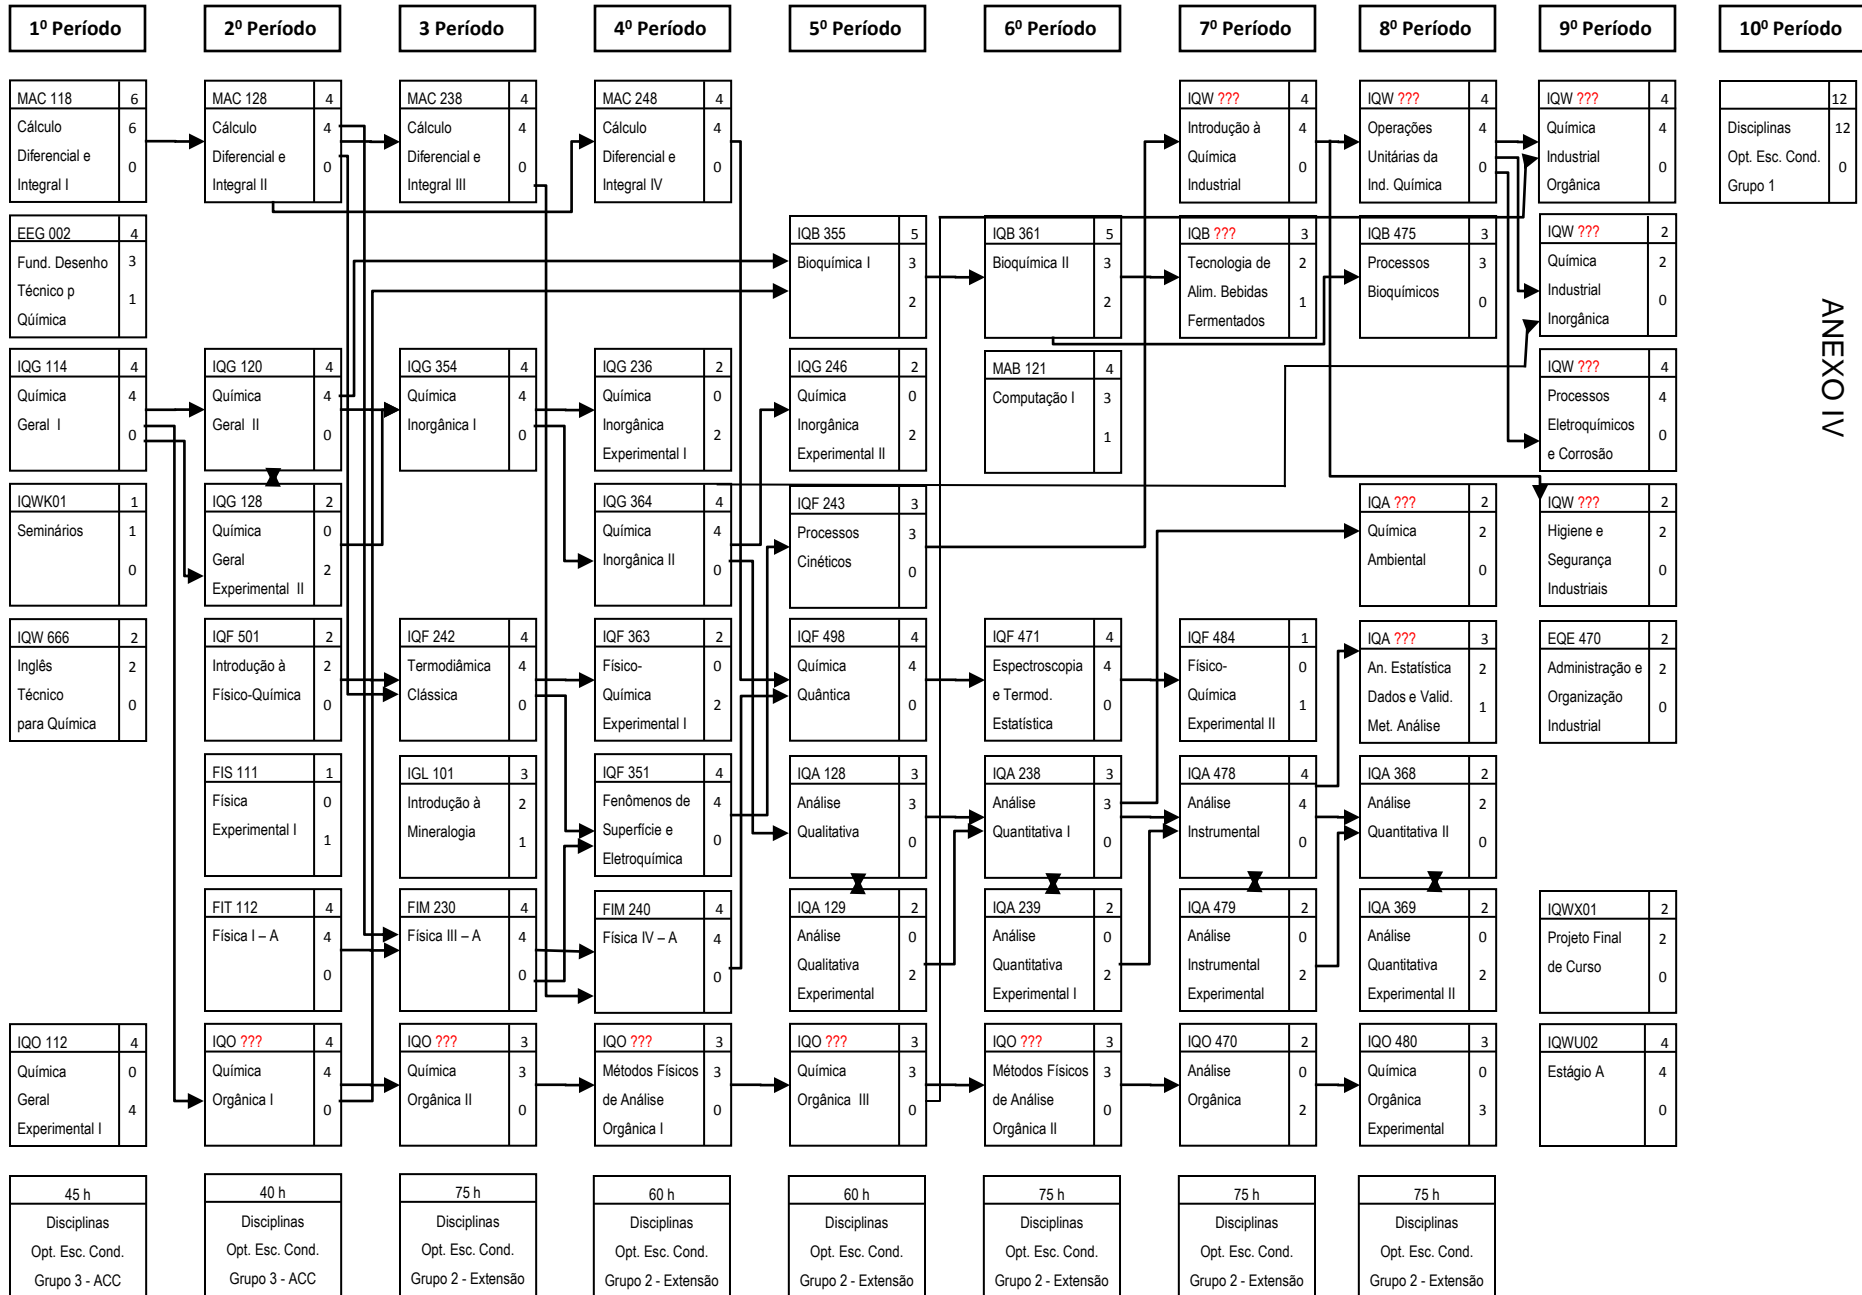 1⁰ Período
2⁰ Período
3 Período
4⁰ Período
5⁰ Período
6⁰ Período
7⁰ Período
8⁰ Período
9⁰ Período
10⁰ Período
MAC 118 6
Cálculo 6
Diferencial e
Integral I 0
MAC 128 4
Cálculo 4
Diferencial e
Integral II 0
MAC 238 4
Cálculo 4
Diferencial e
Integral III 0
MAC 248 4
Cálculo 4
Diferencial e
Integral IV 0
IQW ??? 4
Introdução à 4
Química
Industrial 0
IQW ??? 4
Operações 4
Unitárias da
Ind. Química 0
IQW ??? 4
Química 4
Industrial
Orgânica 0
12
Disciplinas 12
Opt. Esc. Cond.
Grupo 1 0
EEG 002 4
Fund. Desenho 3
Técnico p
Qúímica 1
IQB 355 5
Bioquímica I 3
2
IQB 361 5
Bioquímica II 3
2
IQB ??? 3
Tecnologia de 2
Alim. Bebidas
Fermentados 1
IQB 475 3
Processos 3
Bioquímicos 0
IQW ??? 2
Química 2
Industrial
Inorgânica 0
ANEXO IV
IQG 114 4
Química 4
Geral I 0
IQG 120 4
Química 4
Geral II 0
IQG 354 4
Química 4
Inorgânica I 0
IQG 236 2
Química 0
Inorgânica
Experimental I 2
IQG 246 2
Química 0
Inorgânica
Experimental II 2
MAB 121 4
Computação I 3
1
IQW ??? 4
Processos 4
Eletroquímicos
e Corrosão 0
IQWK01 1
Seminários 1
0
IQG 128 2
Química 0
Geral
Experimental II 2
IQG 364 4
Química 4
Inorgânica II 0
IQF 243 3
Processos 3
Cinéticos 0
IQA ??? 2
Química 2
Ambiental 0
IQW ??? 2
Higiene e 2
Segurança
Industriais 0
IQW 666 2
Inglês 2
Técnico
para Química 0
IQF 501 2
Introdução à 2
Físico-Química 0
IQF 242 4
Termodiâmica 4
Clássica 0
IQF 363 2
Físico- 0
Química
Experimental I 2
IQF 498 4
Química 4
Quântica 0
IQF 471 4
Espectroscopia 4
e Termod.
Estatística 0
IQF 484 1
Físico- 0
Química
Experimental II 1
IQA ??? 3
An. Estatística 2
Dados e Valid.
Met. Análise 1
EQE 470 2
Administração e 2
Organização
Industrial 0
FIS 111 1
Física 0
Experimental I 1
IGL 101 3
Introdução à 2
Mineralogia 1
IQF 351 4
Fenômenos de 4
Superfície e
Eletroquímica 0
IQA 128 3
Análise 3
Qualitativa 0
IQA 238 3
Análise 3
Quantitativa I 0
IQA 478 4
Análise 4
Instrumental 0
IQA 368 2
Análise 2
Quantitativa II 0
FIT 112 4
Física I – A 4
0
FIM 230 4
Física III – A 4
0
FIM 240 4
Física IV – A 4
0
IQA 129 2
Análise 0
Qualitativa
Experimental 2
IQA 239 2
Análise 0
Quantitativa
Experimental I 2
IQA 479 2
Análise 0
Instrumental
Experimental 2
IQA 369 2
Análise 0
Quantitativa
Experimental II 2
IQWX01 2
Projeto Final 2
de Curso 0
IQO 112 4
Química 0
Geral
Experimental I 4
IQO ??? 4
Química 4
Orgânica I 0
IQO ??? 3
Química 3
Orgânica II 0
IQO ??? 3
Métodos Físicos 3
de Análise
Orgânica I 0
IQO ??? 3
Química 3
Orgânica III 0
IQO ??? 3
Métodos Físicos 3
de Análise
Orgânica II 0
IQO 470 2
Análise 0
Orgânica 2
IQO 480 3
Química 0
Orgânica
Experimental 3
IQWU02 4
Estágio A 4
0
45 h
Disciplinas
Opt. Esc. Cond.
Grupo 3 - ACC
40 h
Disciplinas
Opt. Esc. Cond.
Grupo 3 - ACC
75 h
Disciplinas
Opt. Esc. Cond.
Grupo 2 - Extensão
60 h
Disciplinas
Opt. Esc. Cond.
Grupo 2 - Extensão
60 h
Disciplinas
Opt. Esc. Cond.
Grupo 2 - Extensão
75 h
Disciplinas
Opt. Esc. Cond.
Grupo 2 - Extensão
75 h
Disciplinas
Opt. Esc. Cond.
Grupo 2 - Extensão
75 h
Disciplinas
Opt. Esc. Cond.
Grupo 2 - Extensão